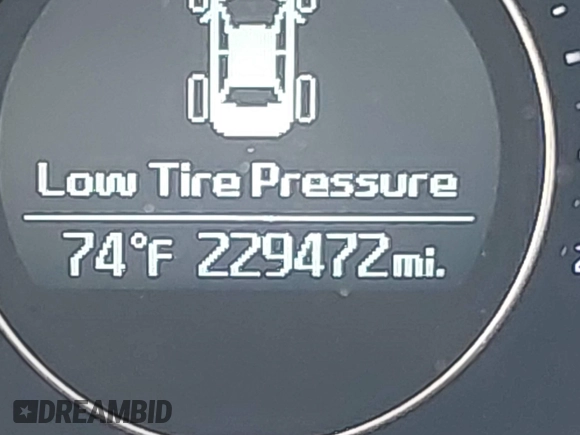 Low Tire Pressure
74°F 229472mi.
DREAMBID